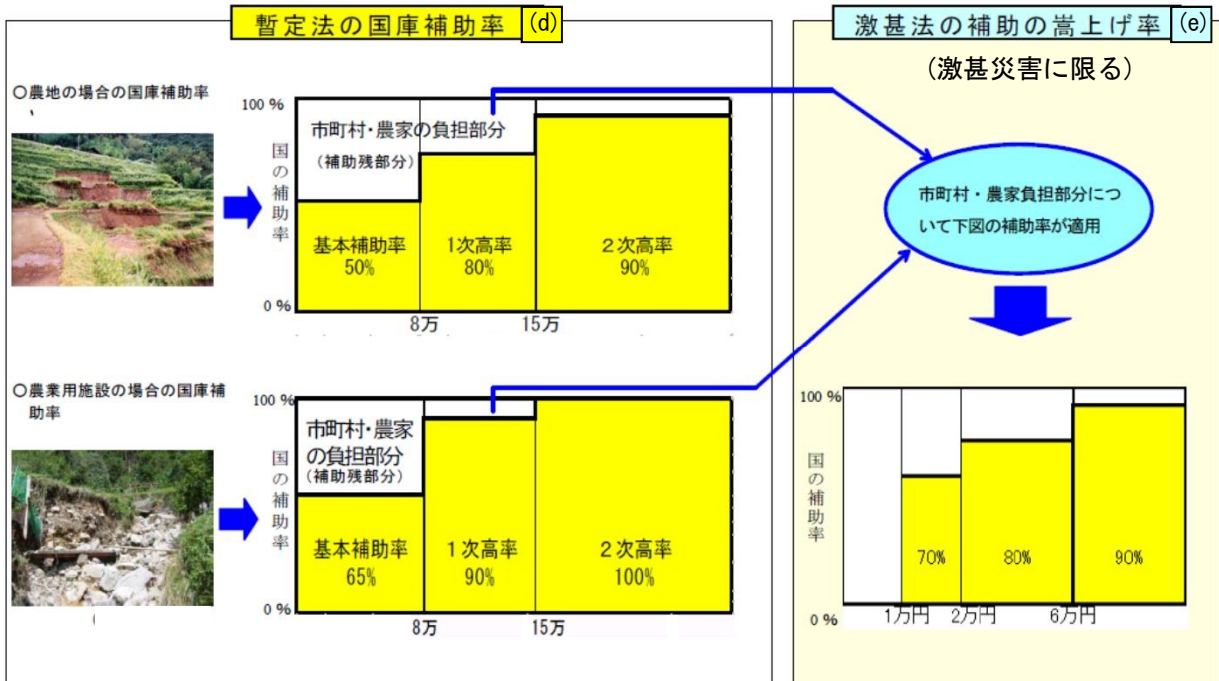 暫定法の国庫補助率 (d)
○農地の場合の国庫補助率
100 %
国の補助率
0 %
市町村・農家の負担部分
(補助残部分)
基本補助率
50%
1次高率
80%
2次高率
90%
8万
15万
○農業用施設の場合の国庫補
助率
100 %
国の補助率
0 %
市町村・農家
の負担部分
(補助残部分)
基本補助率
65%
1次高率
90%
2次高率
100%
8万
15万
激甚法の補助の嵩上げ率 (e)
(激甚災害に限る)
市町村・農家負担部分につ
いて下図の補助率が適用
100 %
国の補助率
0 %
70%
80%
90%
1万円
2万円
6万円